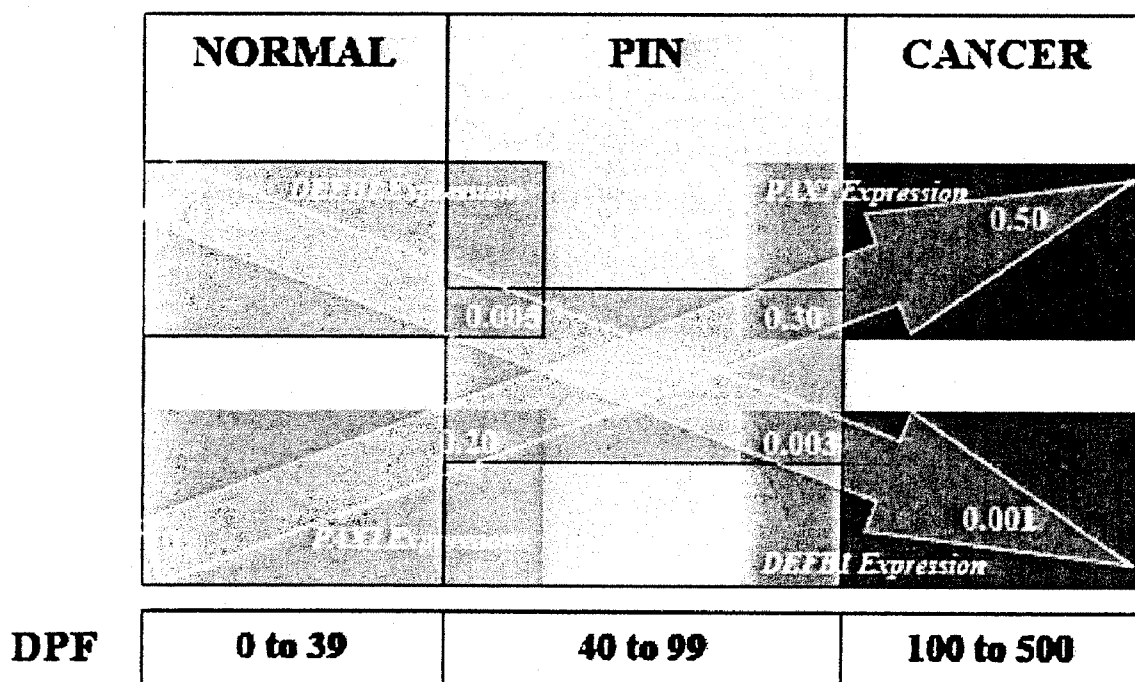 NORMAL PIN CANCER
DEFB1 Expression PAX2 Expression
0.50
0.005 0.30
0.20 0.003
PAX2 Expression 0.001
DEFB1 Expression
DPF 0 to 39 40 to 99 100 to 500